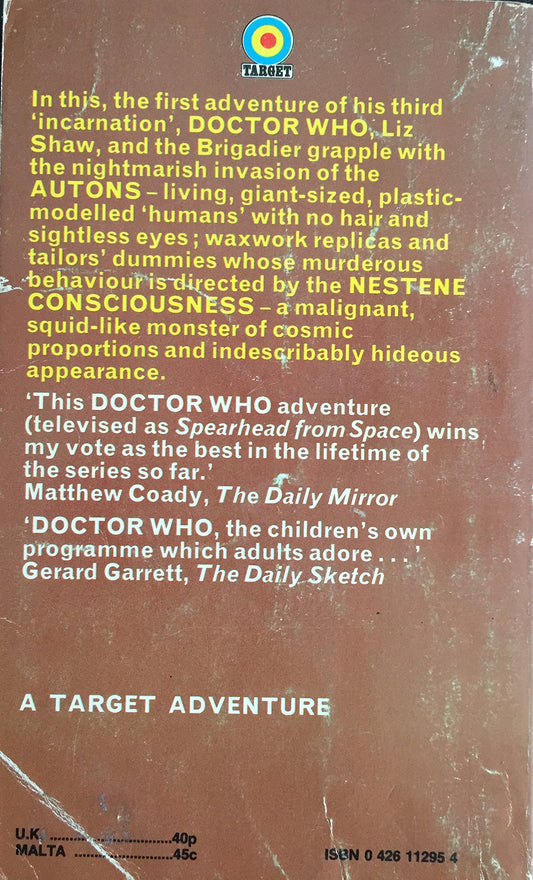 TARGET
In this, the first adventure of his third
‘incarnation’, DOCTOR WHO, Liz
Shaw, and the Brigadier grapple with
the nightmarish invasion of the
AUTONS – living, giant-sized, plastic-
modelled ‘humans’ with no hair and
sightless eyes; waxwork replicas and
tailors’ dummies whose murderous
behaviour is directed by the NESTENE
CONSCIOUSNESS – a malignant,
squid-like monster of cosmic
proportions and indescribably hideous
appearance.
‘This DOCTOR WHO adventure
(televised as Spearhead from Space) wins
my vote as the best in the lifetime of
the series so far.’
Matthew Coady, The Daily Mirror
‘DOCTOR WHO, the children’s own
programme which adults adore . . . ’
Gerard Garrett, The Daily Sketch
A TARGET ADVENTURE
U.K. ........................40p
MALTA ....................45c
ISBN 0 426 11295 4